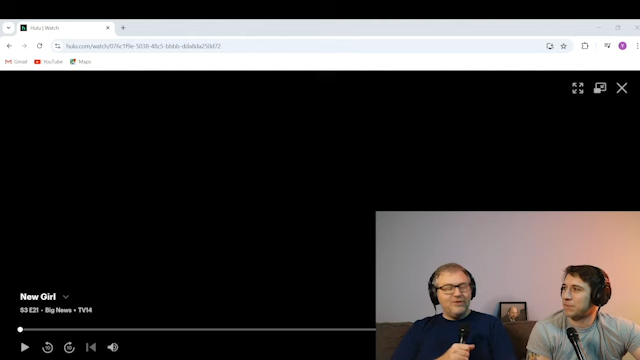 Hulu | Watch
hulu.com/watch/076c1f9e-5038-48c5-bbbb-dda8da258d72
Gmail YouTube Maps
New Girl
S3 E21 • Big News • TV14